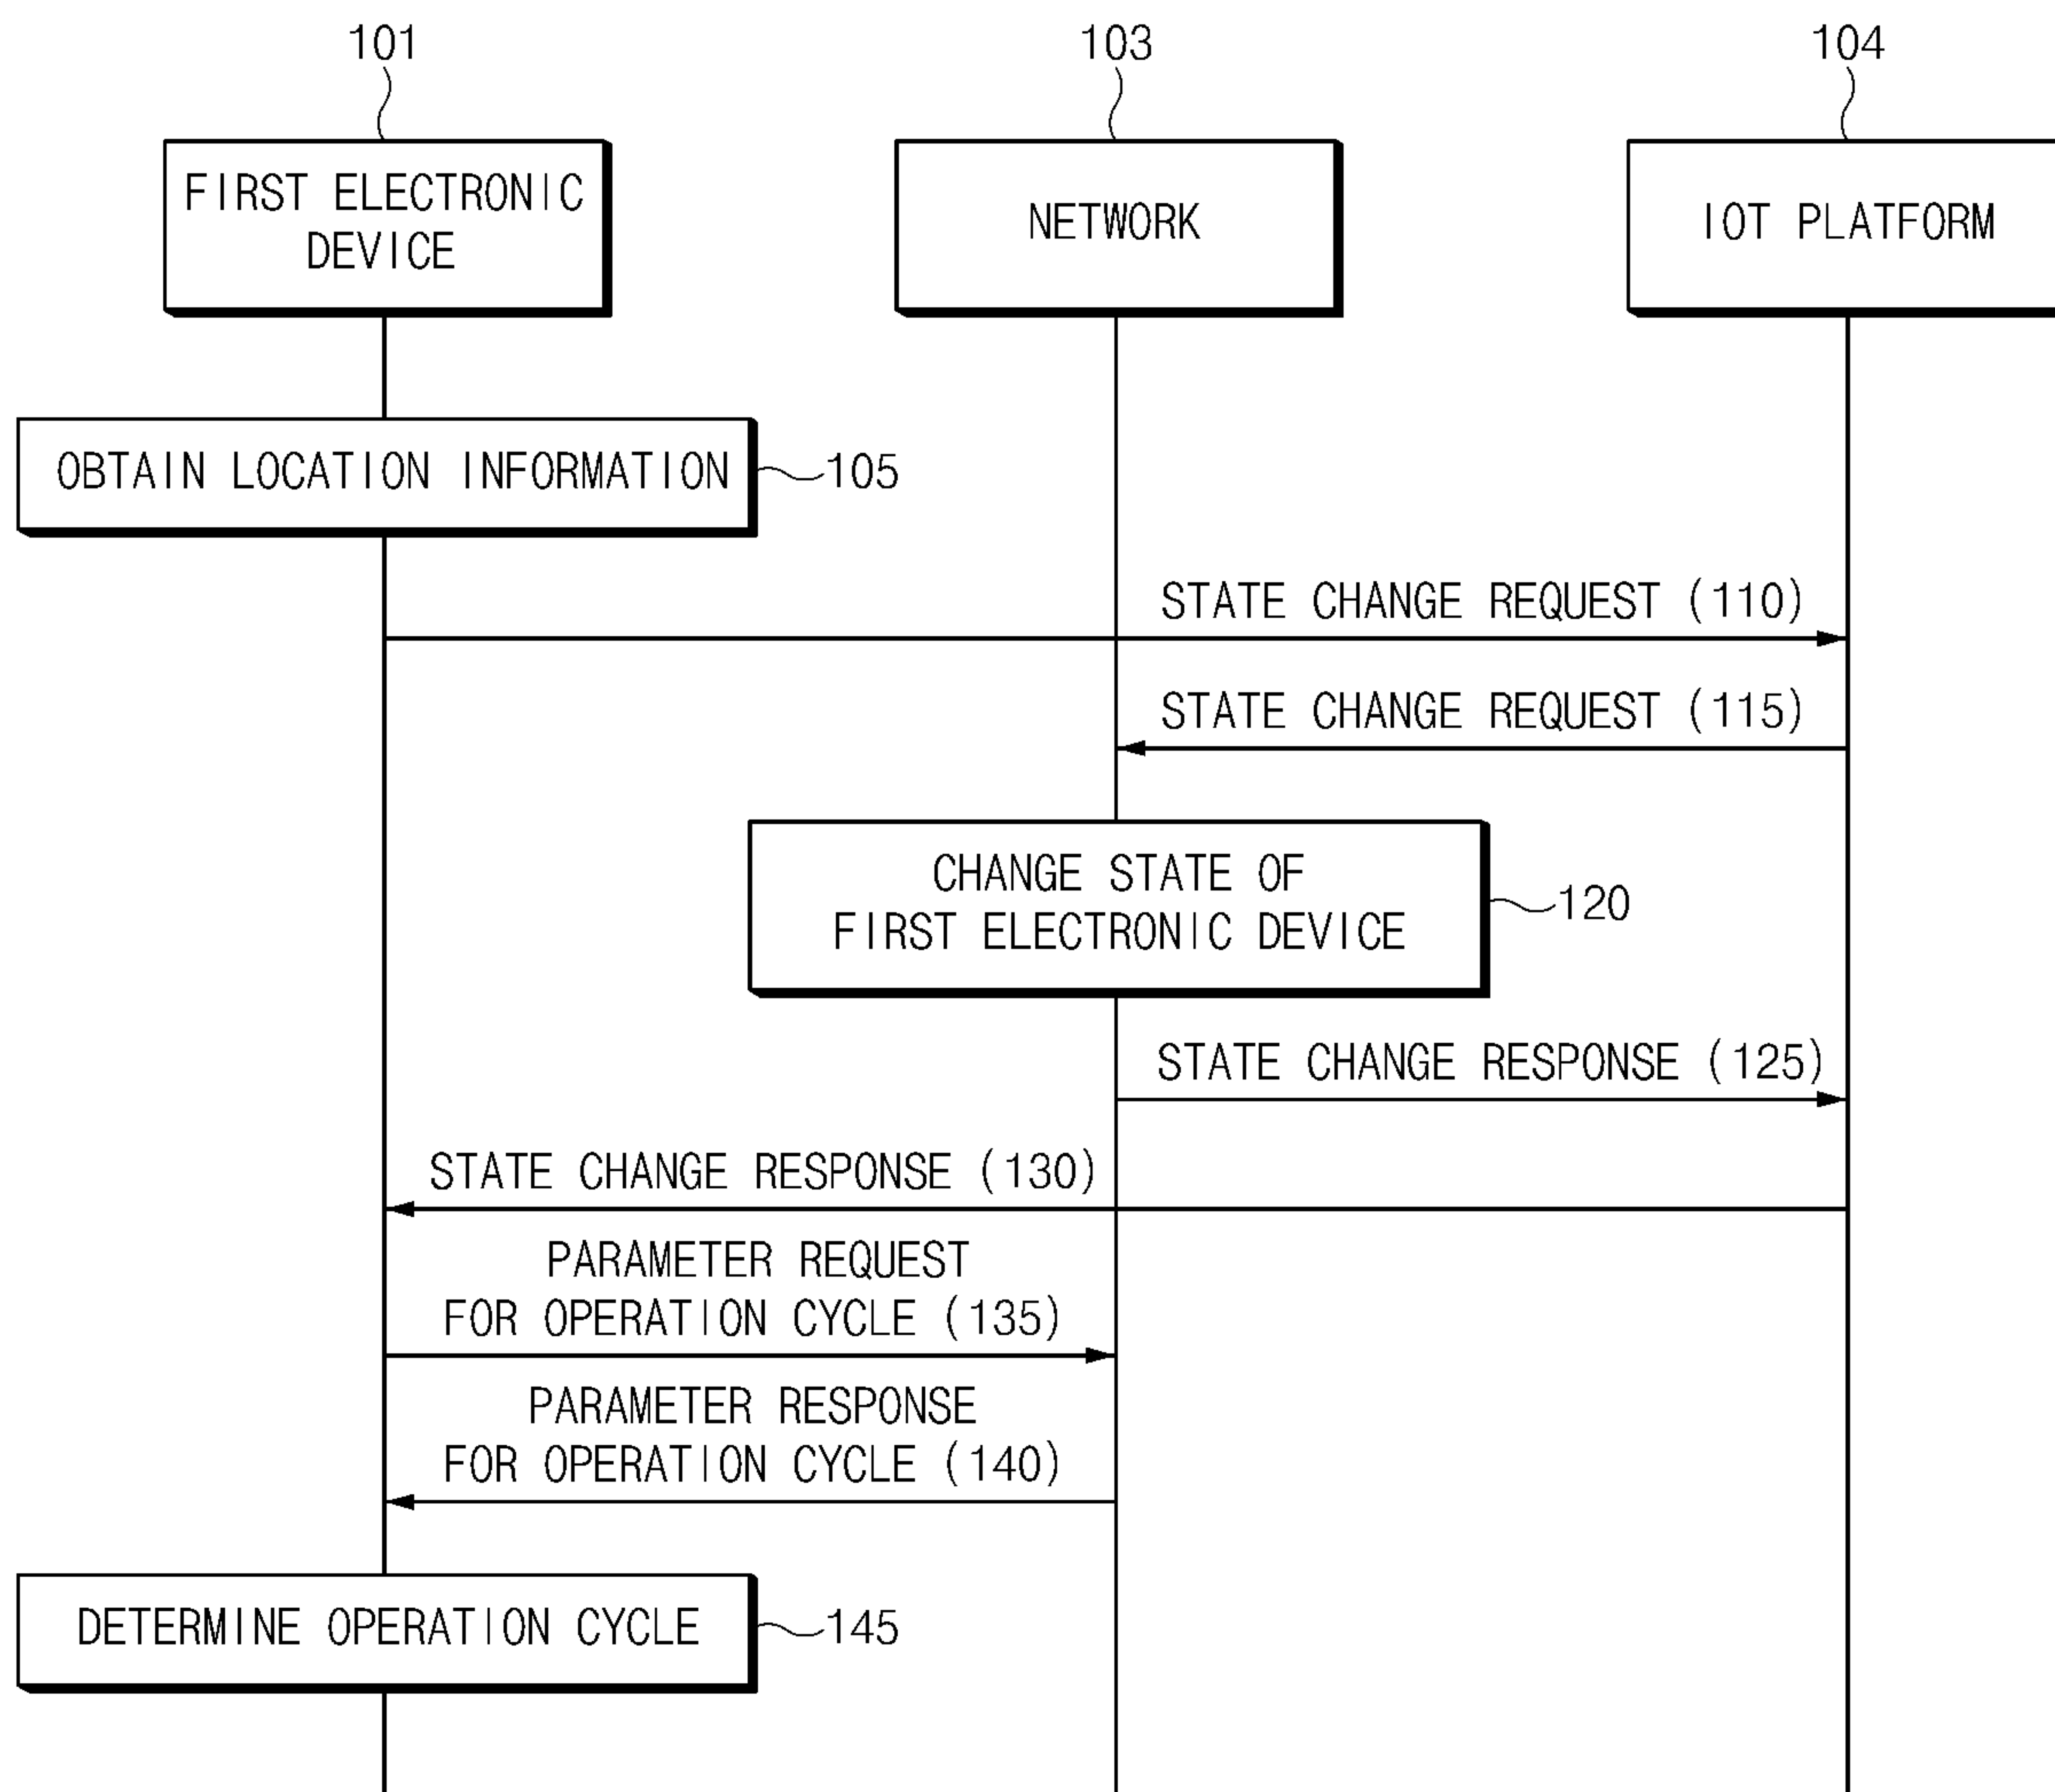 101
103
104
FIRST ELECTRONIC
DEVICE
NETWORK
IOT PLATFORM
OBTAIN LOCATION INFORMATION
105
STATE CHANGE REQUEST (110)
STATE CHANGE REQUEST (115)
CHANGE STATE OF
FIRST ELECTRONIC DEVICE
120
STATE CHANGE RESPONSE (125)
STATE CHANGE RESPONSE (130)
PARAMETER REQUEST
FOR OPERATION CYCLE (135)
PARAMETER RESPONSE
FOR OPERATION CYCLE (140)
DETERMINE OPERATION CYCLE
145